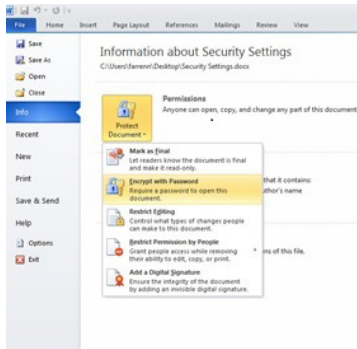 File Home Insert Page Layout References Mailings Review View
Save
Save As
Open
Close
Info
Recent
New
Print
Save & Send
Help
Options
Exit
Information about Security Settings
C:\Users\farrenr\Desktop\Security Settings.docx
Protect
Document
Permissions
Anyone can open, copy, and change any part of this document
Mark as Final
Let readers know the document is final
and make it read-only.
Encrypt with Password
Require a password to open this
document.
that it contains:
uthor's name
Restrict Editing
Control what types of changes people
can make to this document.
Restrict Permission by People
Grant people access while removing
their ability to edit, copy, or print.
ns of this file.
Add a Digital Signature
Ensure the integrity of the document
by adding an invisible digital signature.